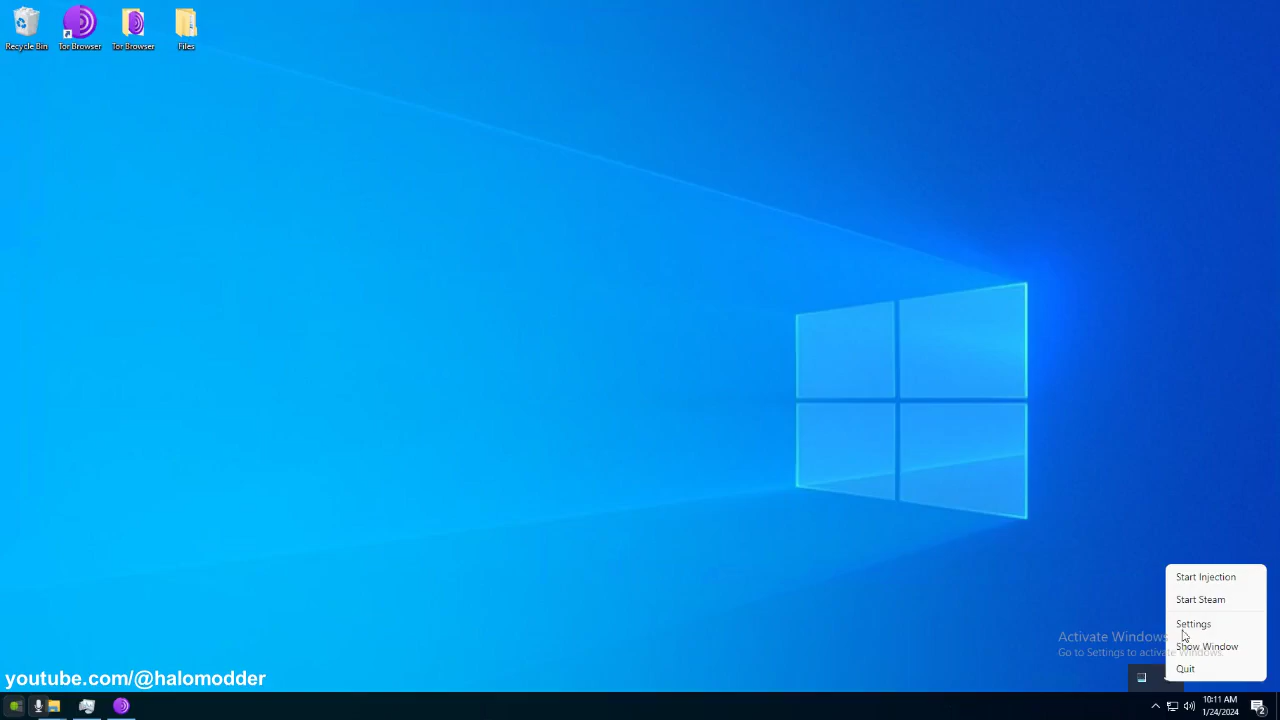 Recycle Bin
Tor Browser
Tor Browser
Files
Start Injection
Start Steam
Settings
Show Window
Quit
Activate Windows
Go to Settings to activate Windows.
youtube.com/@halomodder
10:11 AM
1/24/2024
2